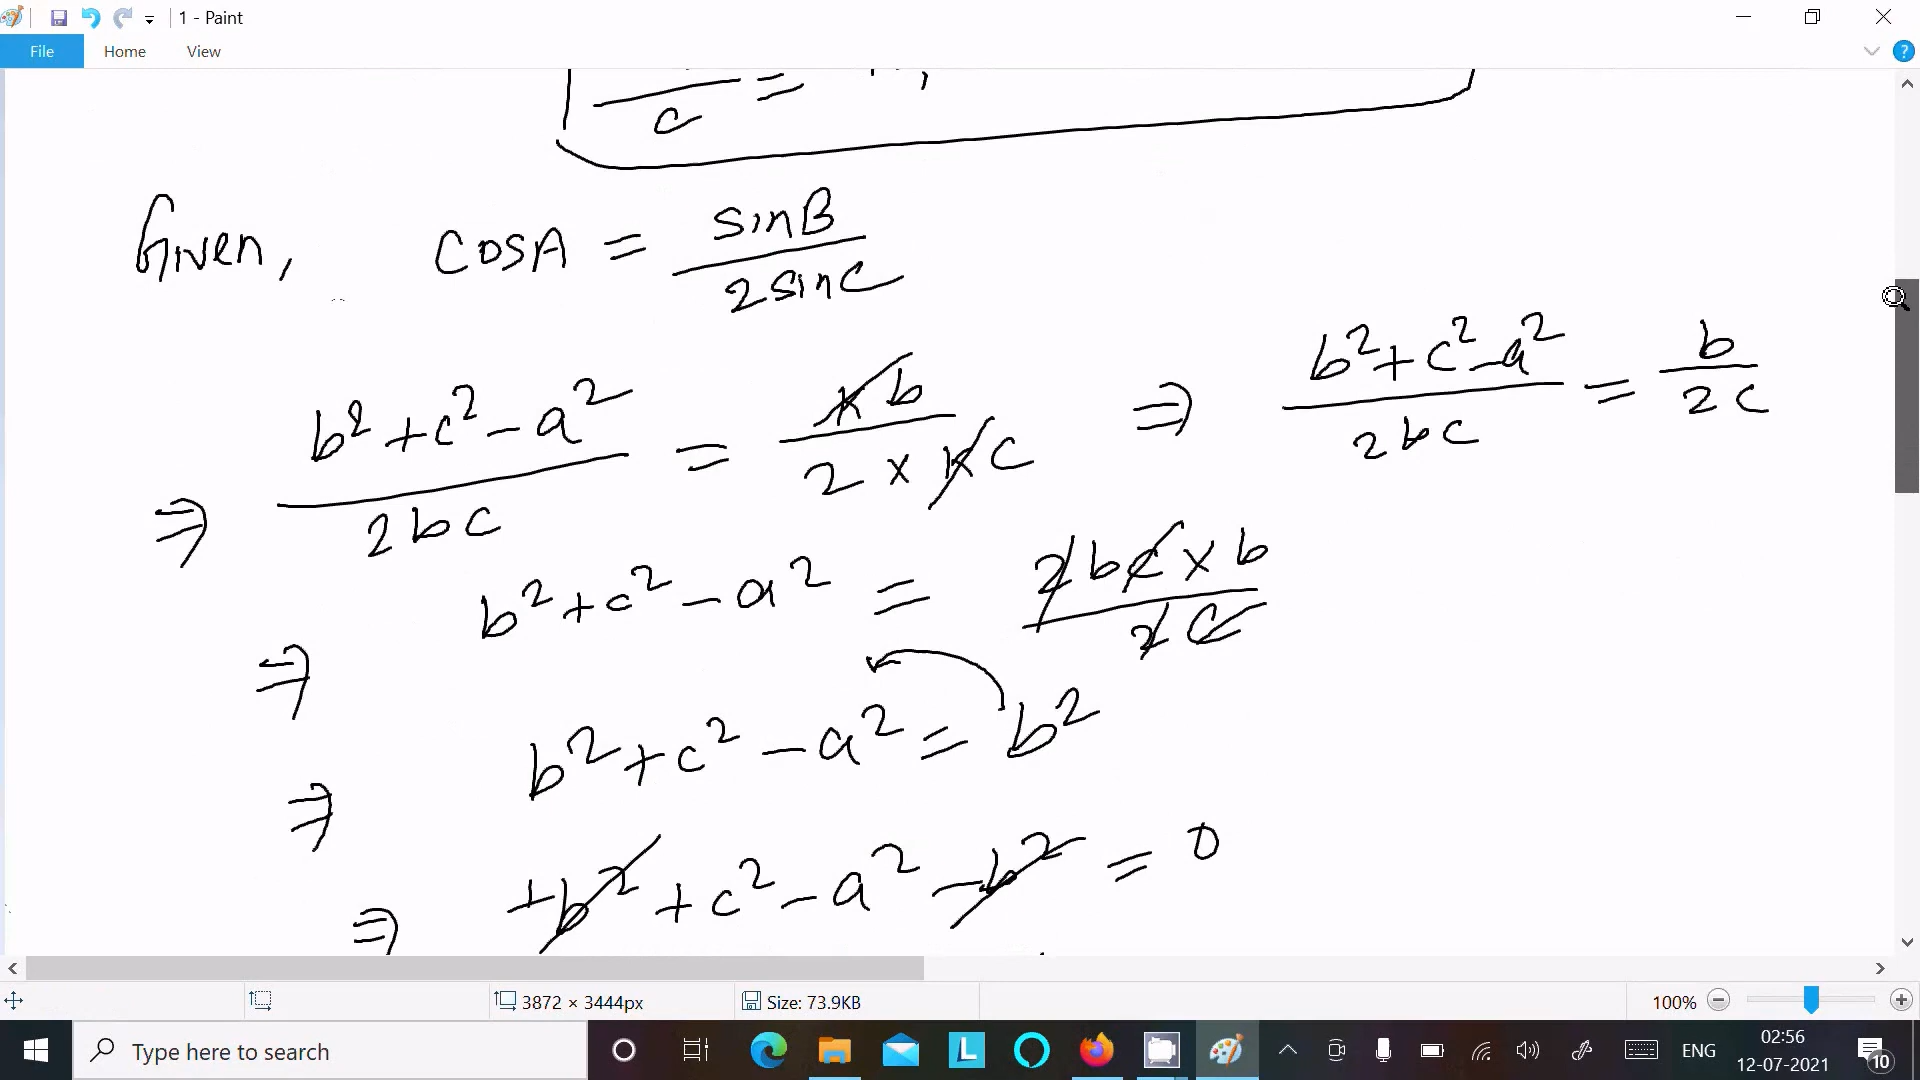 1 - Paint
File Home View
c =
Given, cosA = sinB / 2sinC
⇒ b²+c²-a² / 2bc = kb / 2×kc ⇒ b²+c²-a² / 2bc = b / 2c
⇒ b²+c²-a² = 2bc×b / 2c
⇒ b²+c²-a² = b²
⇒ +b²+c²-a²-b² = 0
3872 × 3444px Size: 73.9KB 100%
Type here to search
L
ENG
02:56
12-07-2021
10